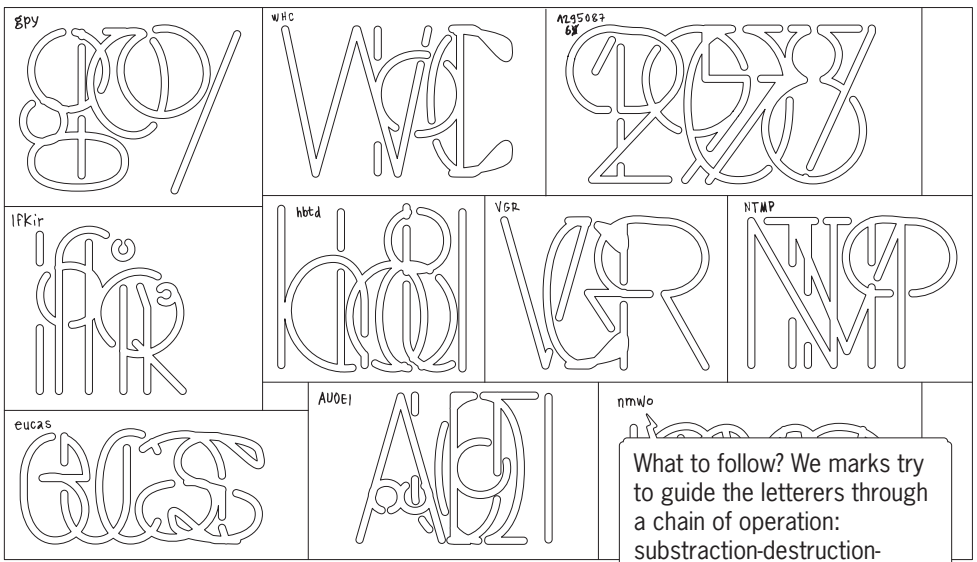 gpy
WHC
1295087
68
lfkir
hbtd
VGR
NTMP
eucas
AUOEI
nmwo
What to follow? We marks try
to guide the letterers through
a chain of operation:
substraction-destruction-